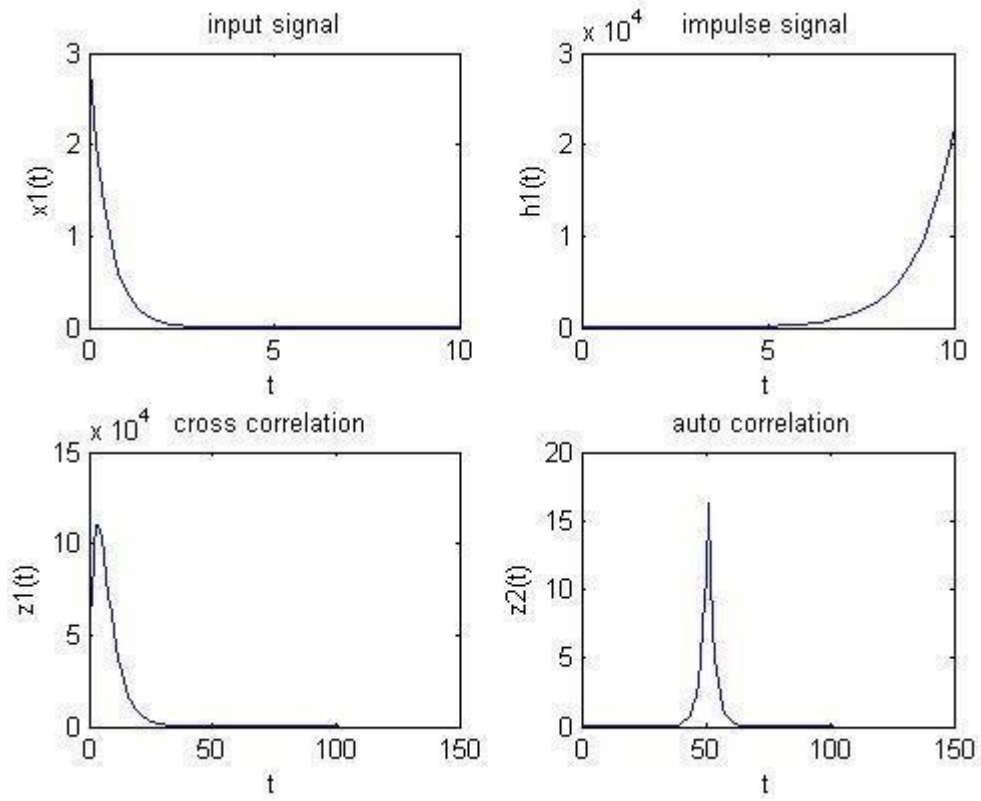 input signal
3
2
1
0
x1(t)
0 5 10
t
x 10^4 impulse signal
3
2
1
0
h1(t)
0 5 10
t
x 10^4 cross correlation
15
10
5
0
z1(t)
0 50 100 150
t
auto correlation
20
15
10
5
0
z2(t)
0 50 100 150
t